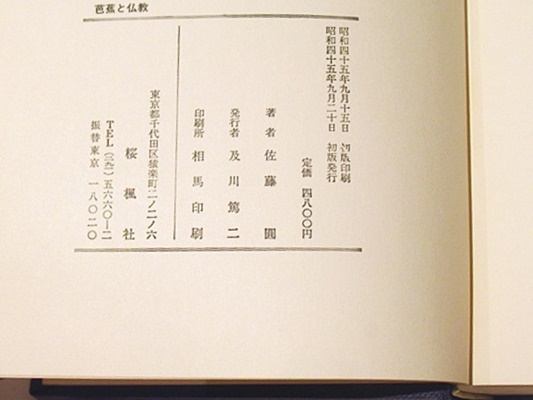 芭蕉と仏教
昭和四十五年九月十五日 初版印刷
昭和四十五年九月二十日 初版発行
定価 四八〇〇円
著者 佐藤圓
発行者 及川篤二
印刷所 相馬印刷
東京都千代田区猿楽町二ノ二ノ六
桜楓社
TEL(二九一)五六六〇―二
振替東京 一八〇二〇